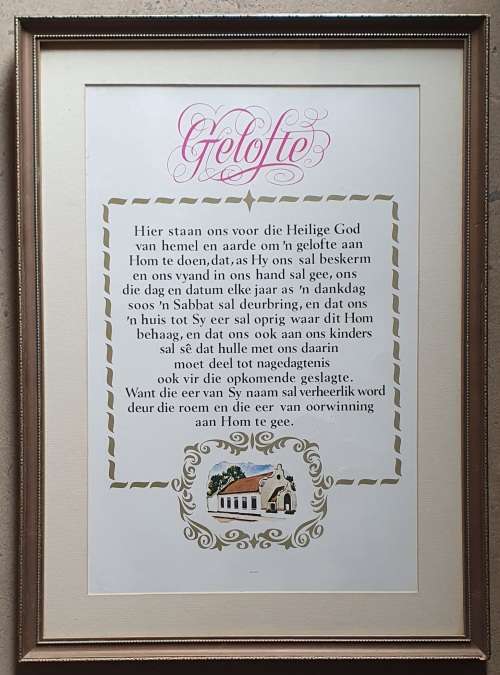 Gelofte
Hier staan ons voor die Heilige God
van hemel en aarde om 'n gelofte aan
Hom te doen, dat, as Hy ons sal beskerm
en ons vyand in ons hand sal gee, ons
die dag en datum elke jaar as 'n dankdag
soos 'n Sabbat sal deurbring, en dat ons
'n huis tot Sy eer sal oprig waar dit Hom
behaag, en dat ons ook aan ons kinders
sal sê dat hulle met ons daarin
moet deel tot nagedagtenis
ook vir die opkomende geslagte.
Want die eer van Sy naam sal verheerlik word
deur die roem en die eer van oorwinning
aan Hom te gee.